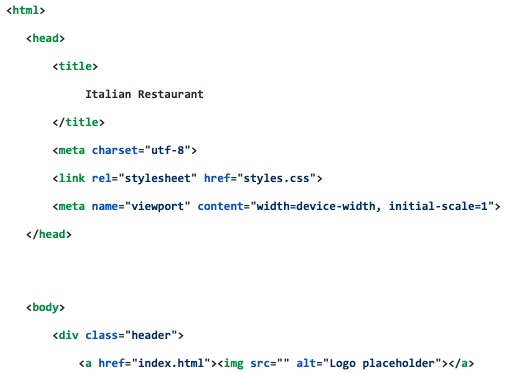 <html>
<head>
<title>
Italian Restaurant
</title>
<meta charset="utf-8">
<link rel="stylesheet" href="styles.css">
<meta name="viewport" content="width=device-width, initial-scale=1">
</head>
<body>
<div class="header">
<a href="index.html"><img src="" alt="Logo placeholder"></a>